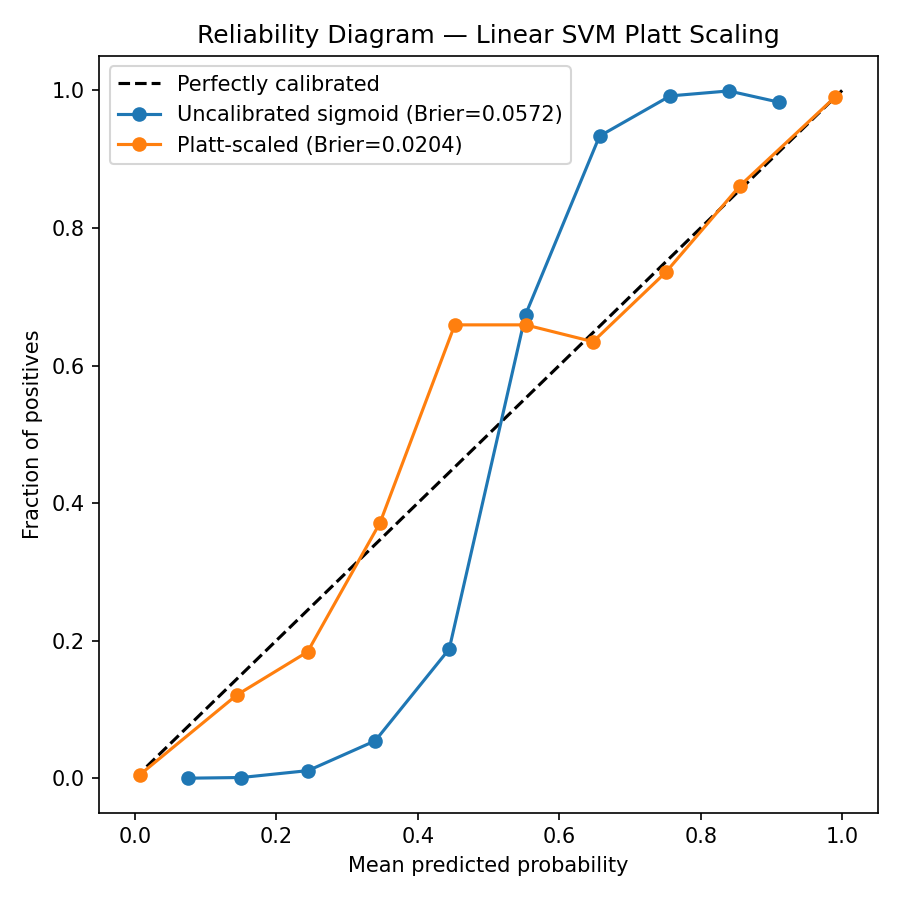 Reliability Diagram — Linear SVM Platt Scaling
Perfectly calibrated
Uncalibrated sigmoid (Brier=0.0572)
Platt-scaled (Brier=0.0204)
Fraction of positives
1.0
0.8
0.6
0.4
0.2
0.0
0.0 0.2 0.4 0.6 0.8 1.0
Mean predicted probability